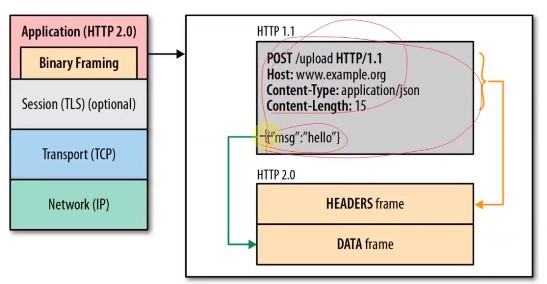 Application (HTTP 2.0)
Binary Framing
Session (TLS) (optional)
Transport (TCP)
Network (IP)
HTTP 1.1
POST /upload HTTP/1.1
Host: www.example.org
Content-Type: application/json
Content-Length: 15
{"msg":"hello"}
HTTP 2.0
HEADERS frame
DATA frame